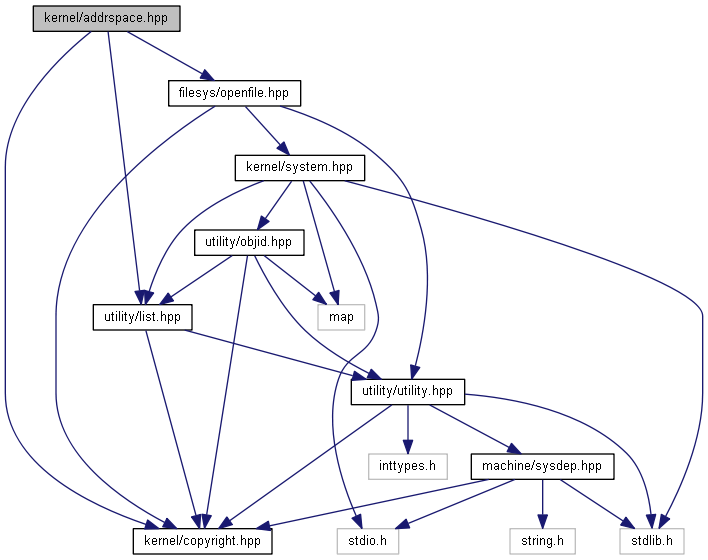 kernel/addrspace.hpp
filesys/openfile.hpp
kernel/system.hpp
utility/objid.hpp
utility/list.hpp
map
utility/utility.hpp
inttypes.h
machine/sysdep.hpp
kernel/copyright.hpp
stdio.h
string.h
stdlib.h